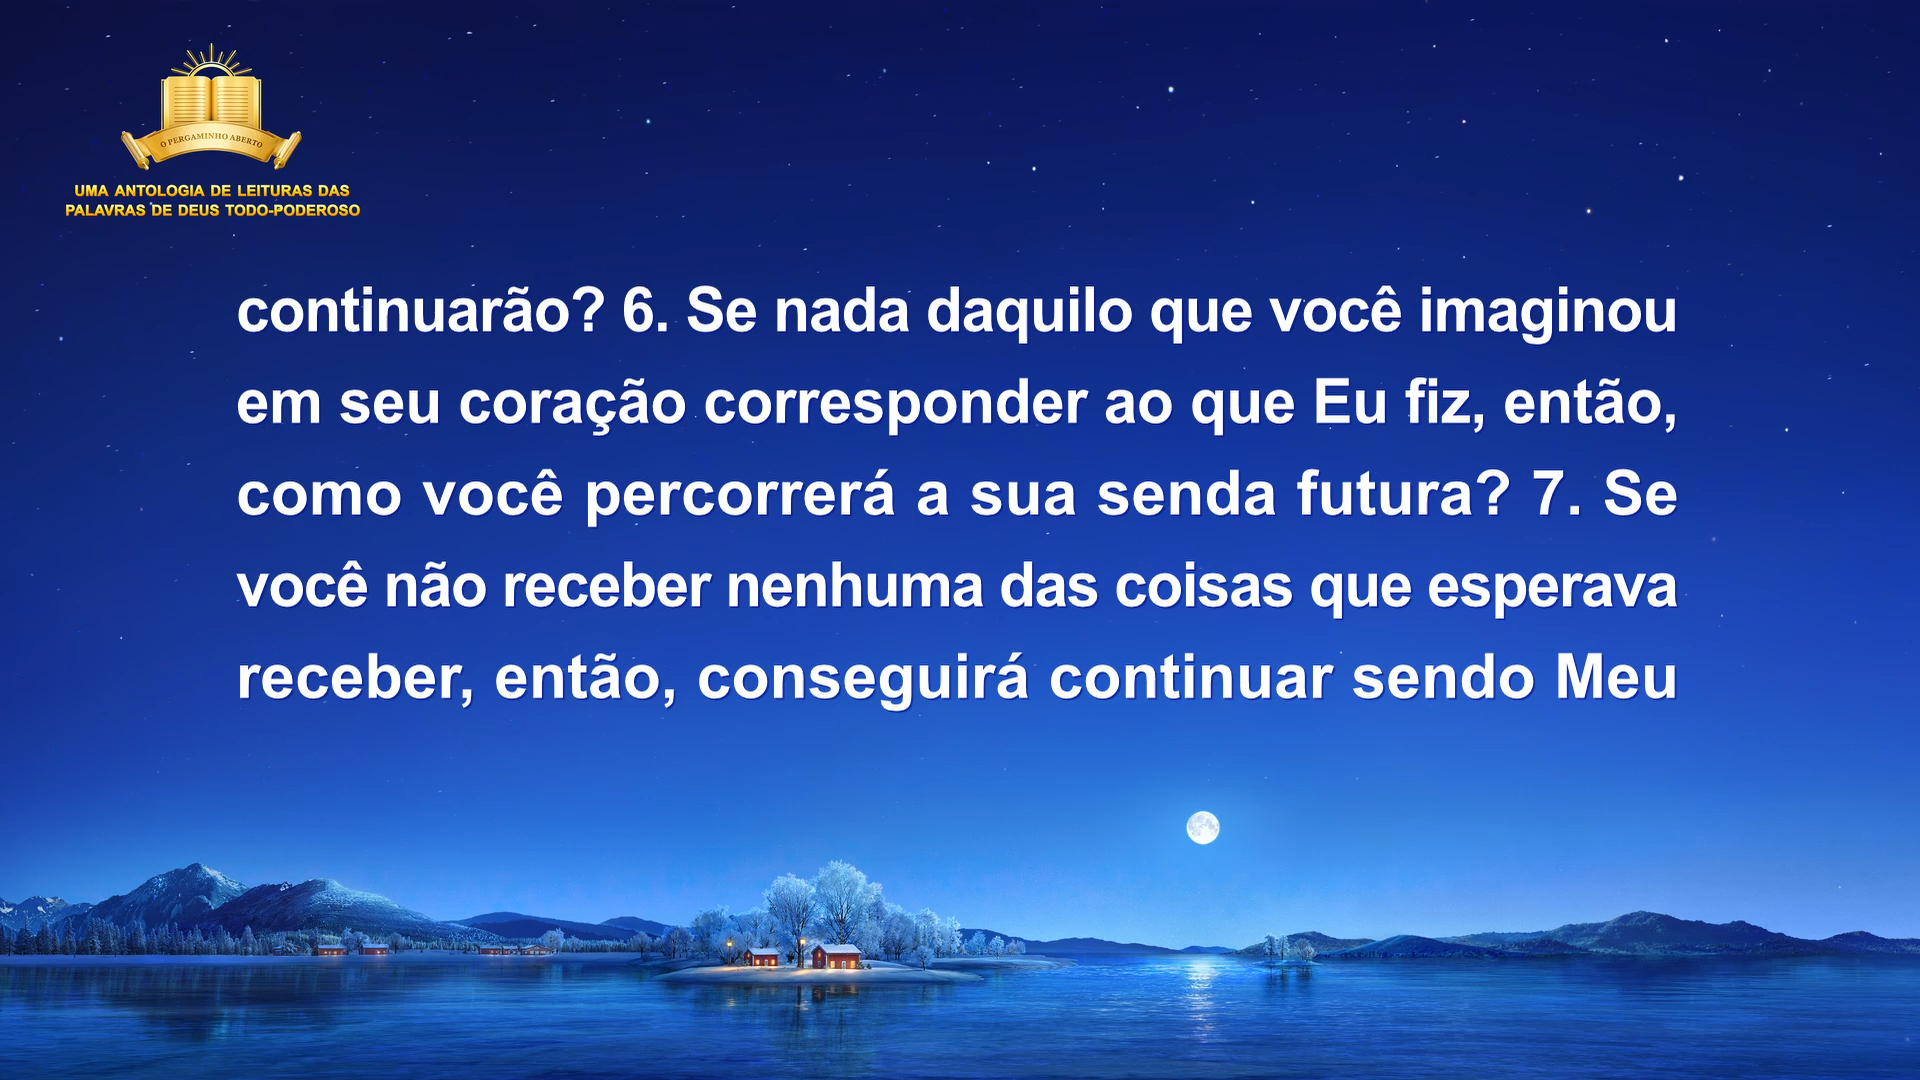 O PERGAMINHO ABERTO
UMA ANTOLOGIA DE LEITURAS DAS
PALAVRAS DE DEUS TODO-PODEROSO
continuarão? 6. Se nada daquilo que você imaginou
em seu coração corresponder ao que Eu fiz, então,
como você percorrerá a sua senda futura? 7. Se
você não receber nenhuma das coisas que esperava
receber, então, conseguirá continuar sendo Meu